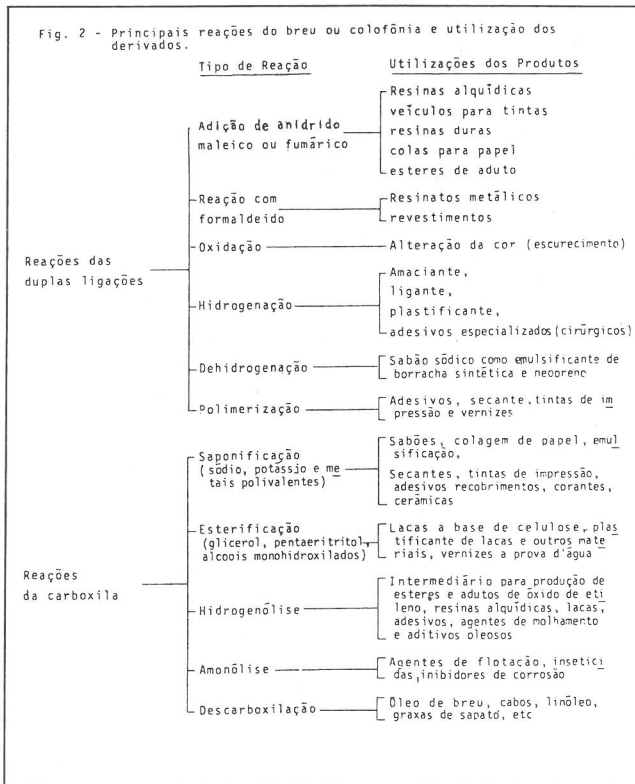 Fig. 2 - Principais reações do breu ou colofônia e utilização dos
derivados.
Tipo de Reação
Utilizações dos Produtos
Reações das
duplas ligações
Adição de anidrido
maleico ou fumárico
Resinas alquídicas
veículos para tintas
resinas duras
colas para papel
esteres de aduto
Reação com
formaldeido
Resinatos metálicos
revestimentos
Oxidação
Alteração da cor (escurecimento)
Hidrogenação
Amaciante,
ligante,
plastificante,
adesivos especializados(cirúrgicos)
Dehidrogenação
Sabão sódico como emulsificante de
borracha sintética e neopreno
Polimerização
Adesivos, secante,tintas de im
pressão e vernizes
Reações
da carboxila
Saponificação
(sódio, potássio e me
tais polivalentes)
Sabões, colagem de papel, emul
sificação,
Secantes, tintas de impressão,
adesivos recobrimentos, corantes,
cerâmicas
Esterificação
(glicerol, pentaeritritol,
alcoois monohidroxilados)
Lacas a base de celulose, plas
tificante de lacas e outros mate
riais, vernizes a prova d'água
Hidrogenólise
Intermediário para produção de
esteres e adutos de óxido de eti
leno, resinas alquídicas, lacas,
adesivos, agentes de molhamento
e aditivos oleosos
Amonólise
Agentes de flotação, insetici
das,inibidores de corrosão
Descarboxilação
Óleo de breu, cabos, linóleo,
graxas de sapato, etc